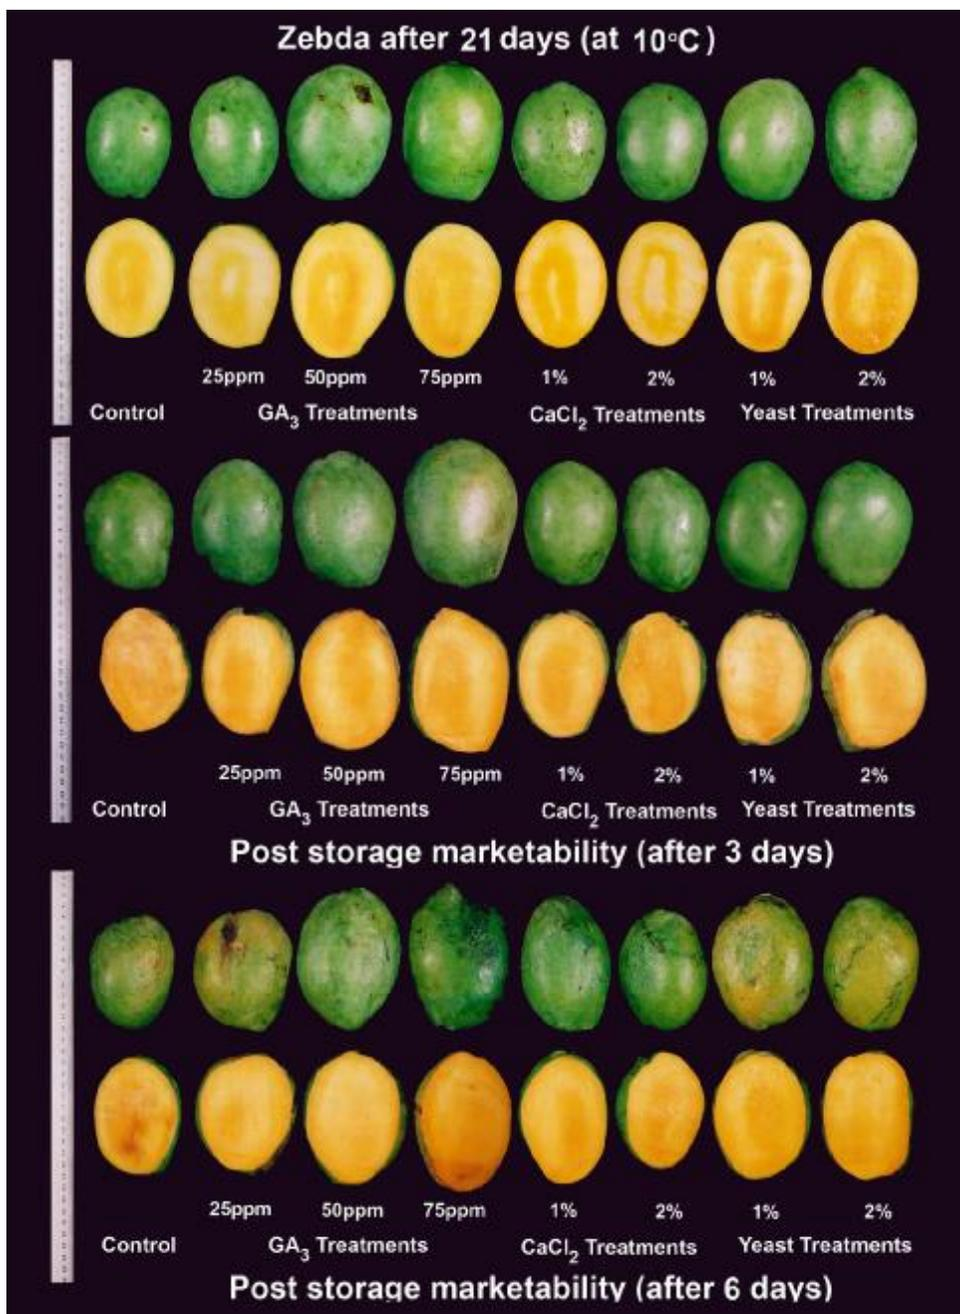 Zebda after 21 days (at 10°C)
25ppm 50ppm 75ppm 1% 2% 1% 2%
Control GA₃ Treatments CaCl₂ Treatments Yeast Treatments
25ppm 50ppm 75ppm 1% 2% 1% 2%
Control GA₃ Treatments CaCl₂ Treatments Yeast Treatments
Post storage marketability (after 3 days)
25ppm 50ppm 75ppm 1% 2% 1% 2%
Control GA₃ Treatments CaCl₂ Treatments Yeast Treatments
Post storage marketability (after 6 days)